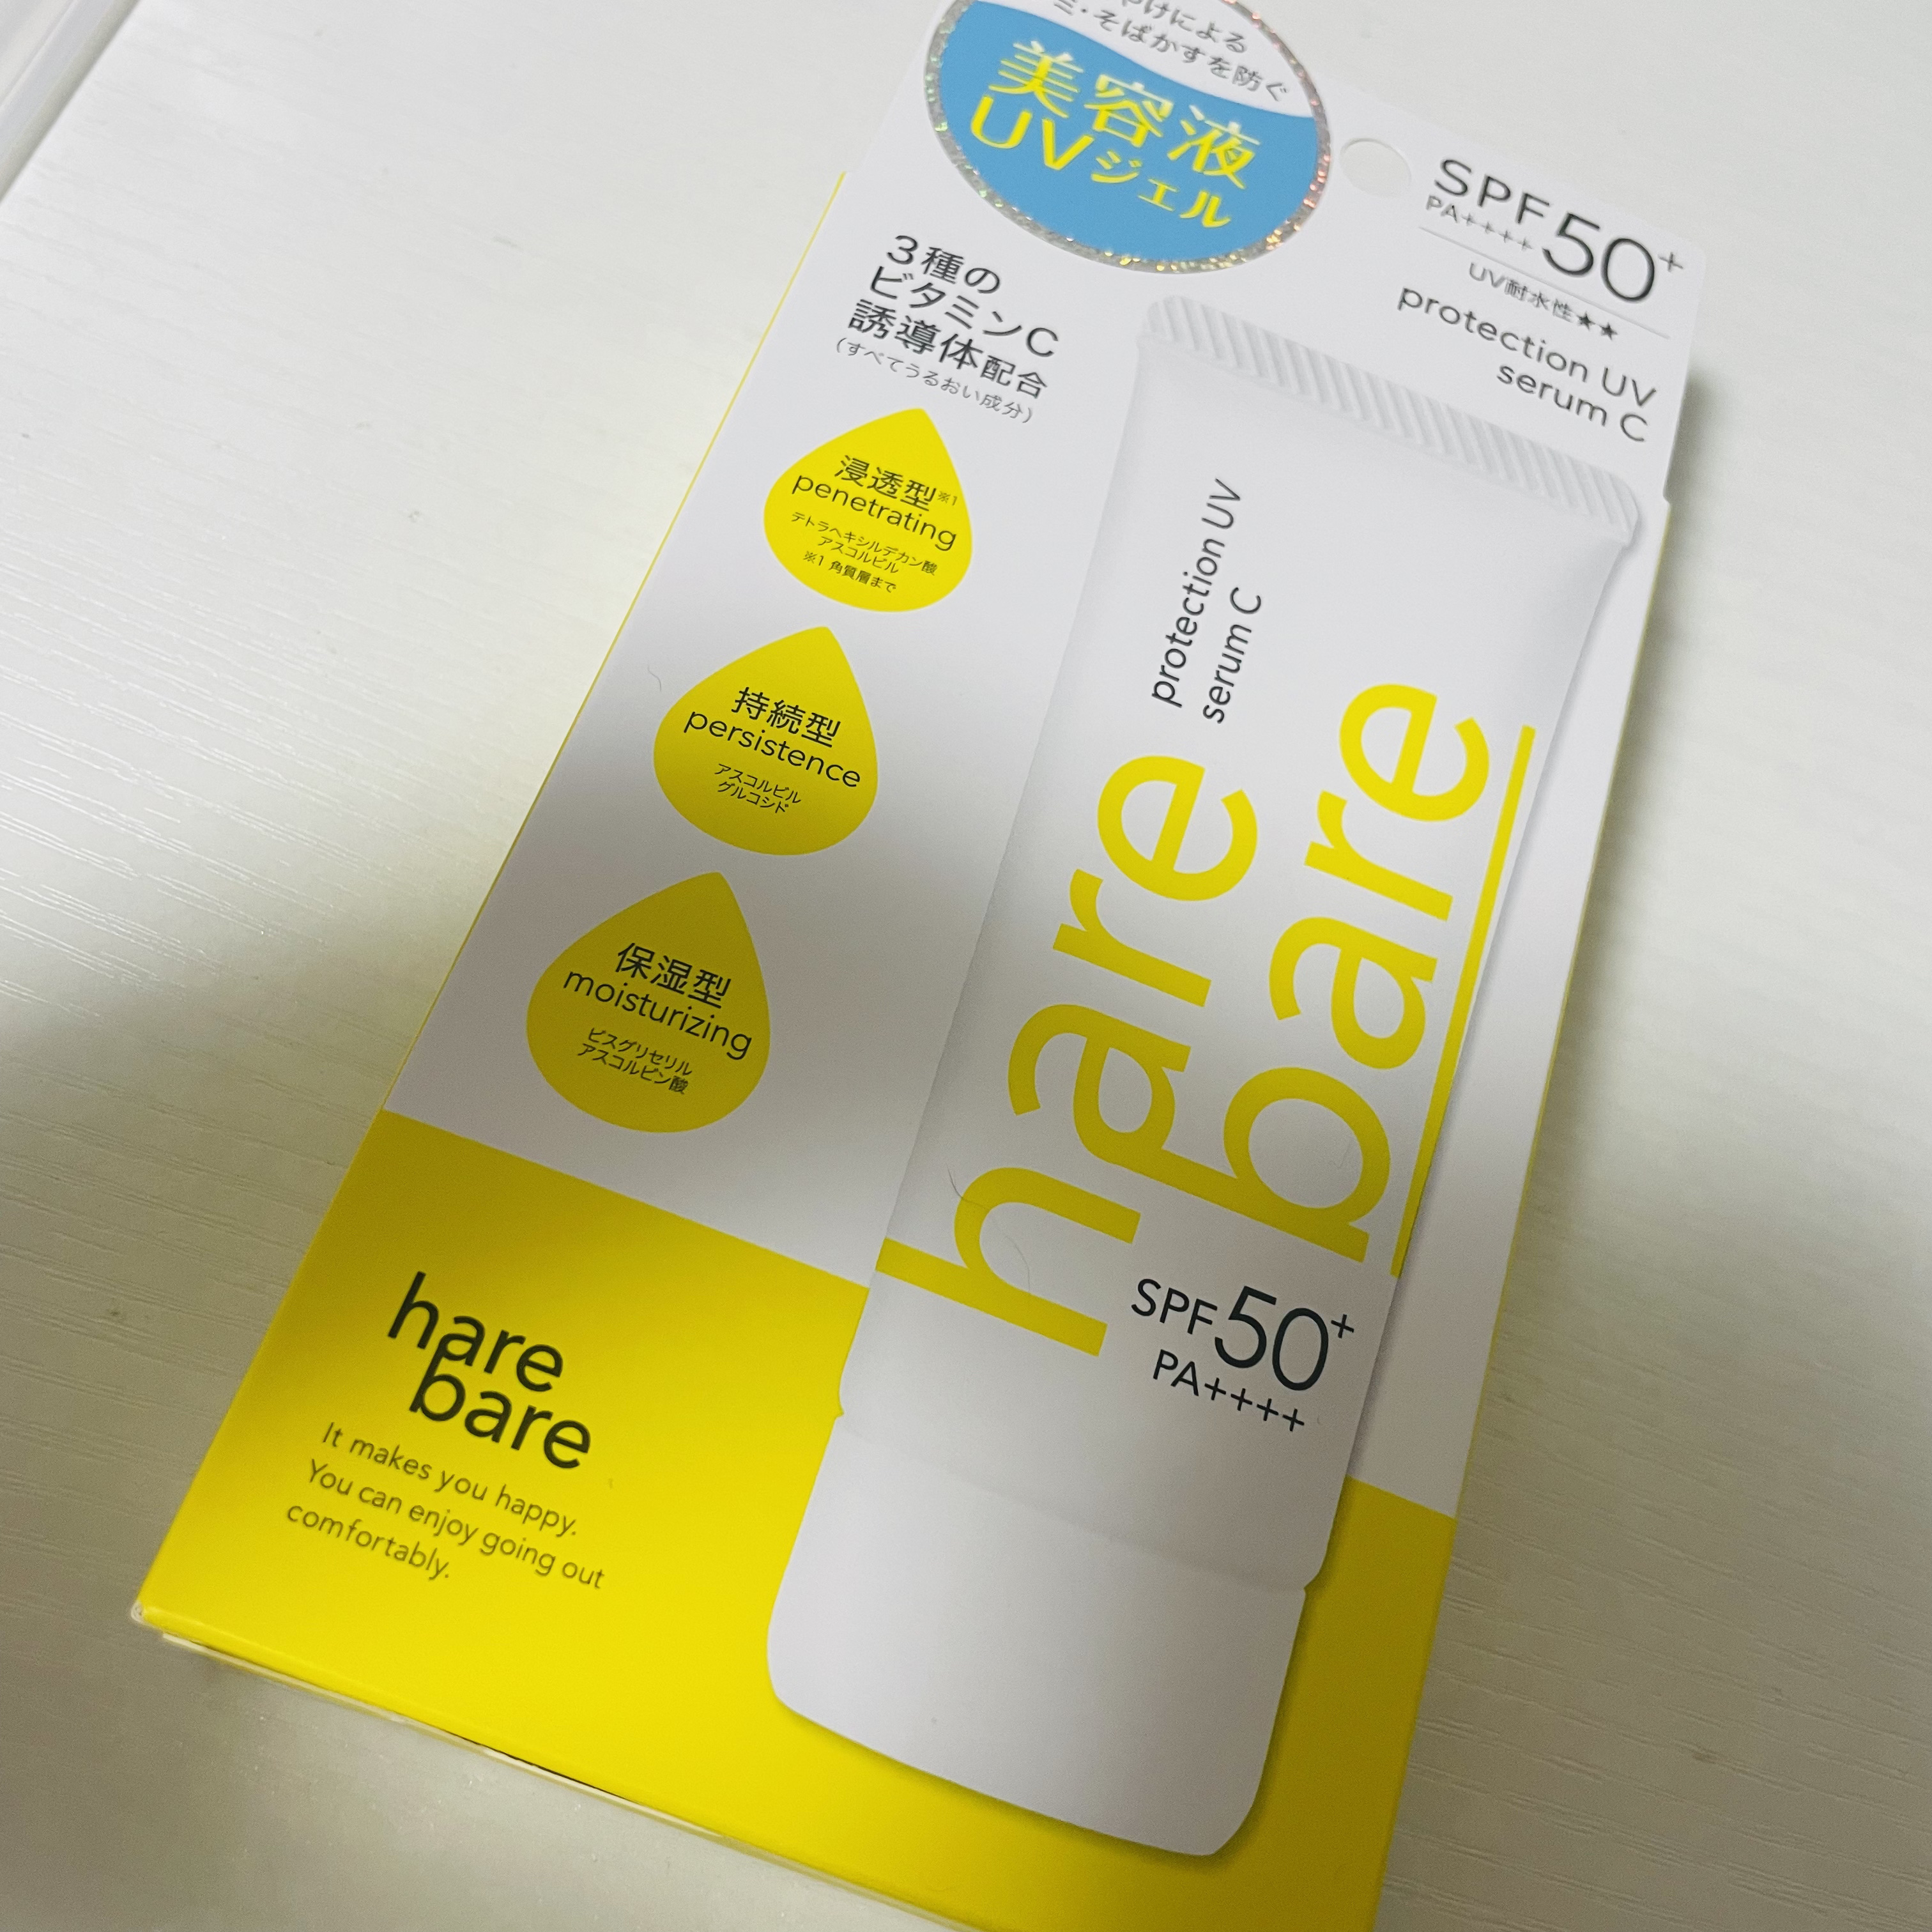 やけによる
ミ・そばかすを防ぐ
美容液
UVジェル
SPF50+
PA++++
UV耐水性★★
protection UV
serum C
3種の
ビタミンC
誘導体配合
(すべてうるおい成分)
浸透型※1
penetrating
テトラヘキシルデカン酸
アスコルビル
※1 角質層まで
持続型
persistence
アスコルビル
グルコシド
保湿型
moisturizing
ビスグリセリル
アスコルビン酸
protection UV
serum C
hare
bare
SPF50+
PA++++
hare
bare
It makes you happy.
You can enjoy going out
comfortably.